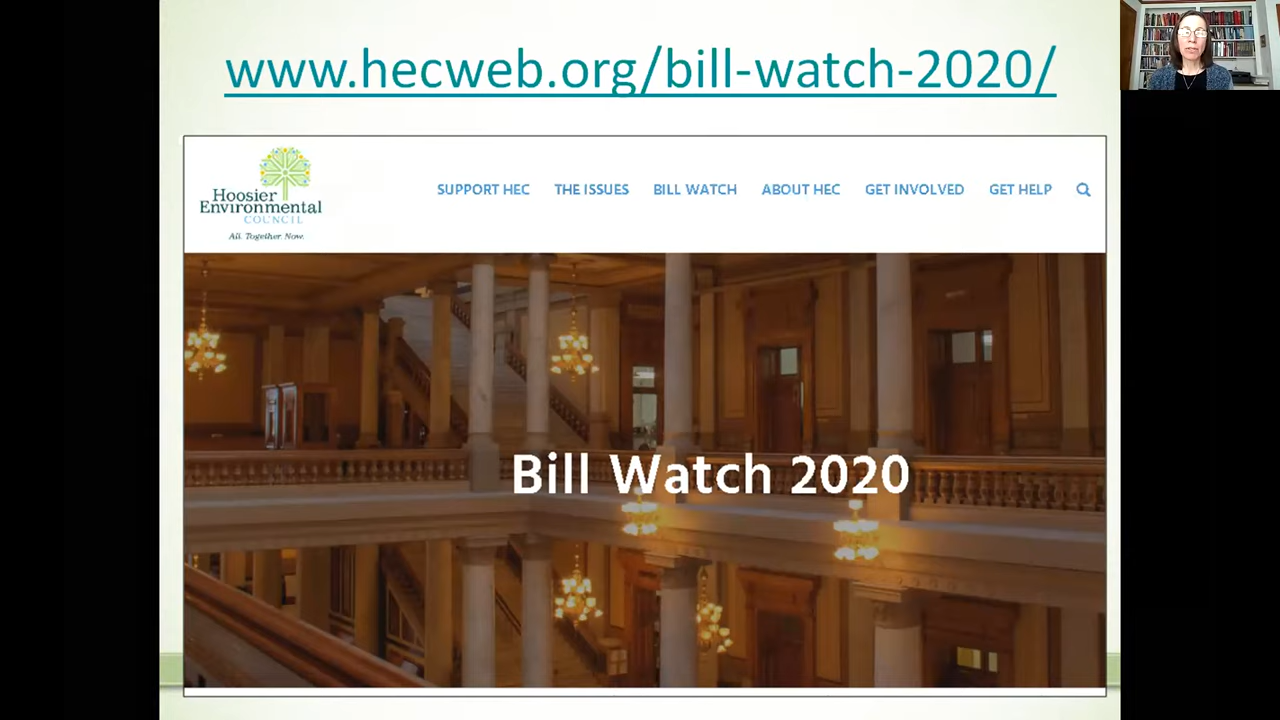 www.hecweb.org/bill-watch-2020/
Hoosier
Environmental
COUNCIL
All. Together. Now.
SUPPORT HEC THE ISSUES BILL WATCH ABOUT HEC GET INVOLVED GET HELP
Bill Watch 2020